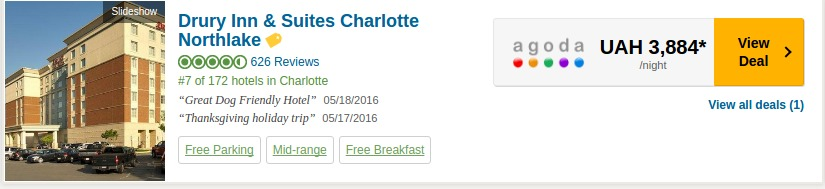 Slideshow
Drury Inn & Suites Charlotte
Northlake
626 Reviews
#7 of 172 hotels in Charlotte
“Great Dog Friendly Hotel” 05/18/2016
“Thanksgiving holiday trip” 05/17/2016
Free Parking Mid-range Free Breakfast
agoda
UAH 3,884*
/night
View
Deal
View all deals (1)